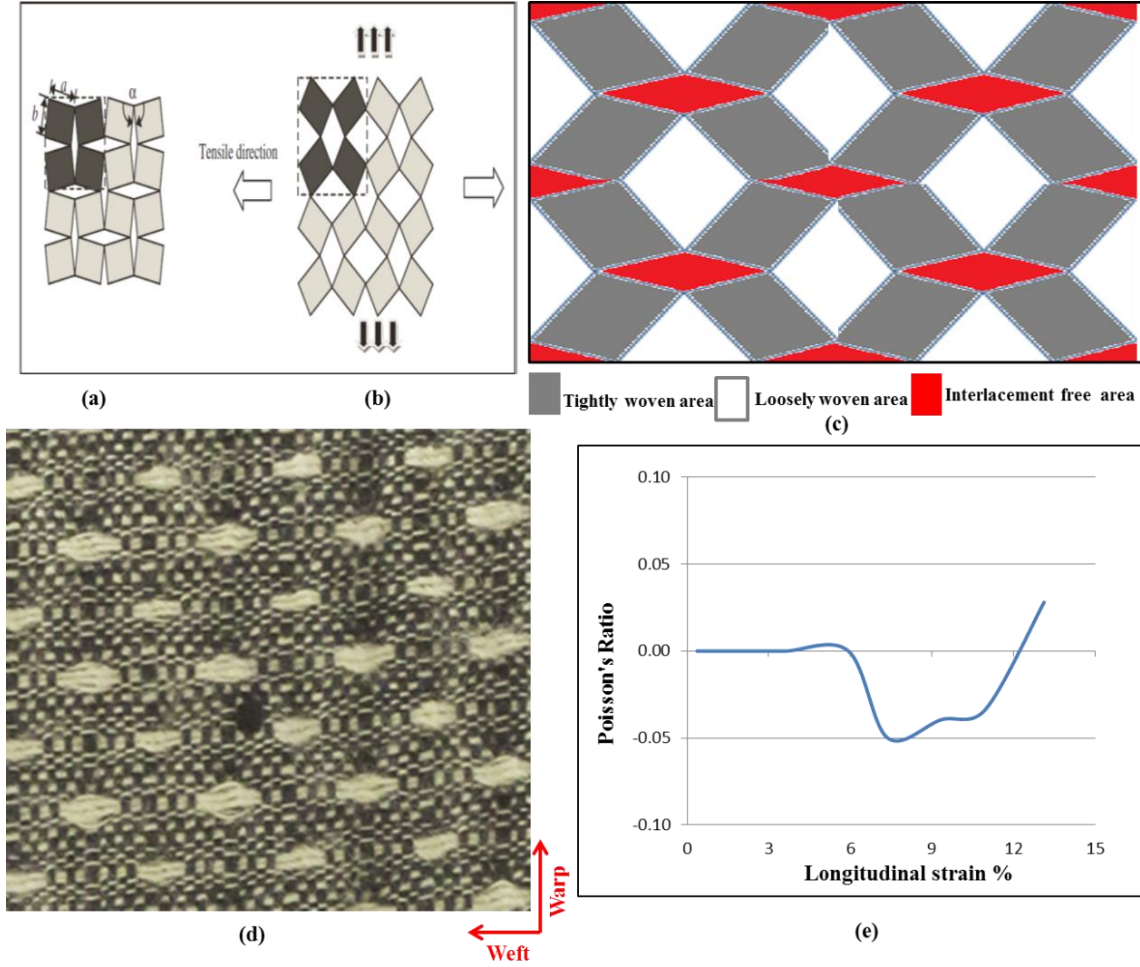 a
α
b
Tensile direction
(a)
(b)
Tightly woven area
Loosely woven area
Interlacement free area
(c)
Warp
Weft
(d)
0.10
0.05
0.00
-0.05
-0.10
0
3
6
9
12
15
Poisson's Ratio
Longitudinal strain %
(e)